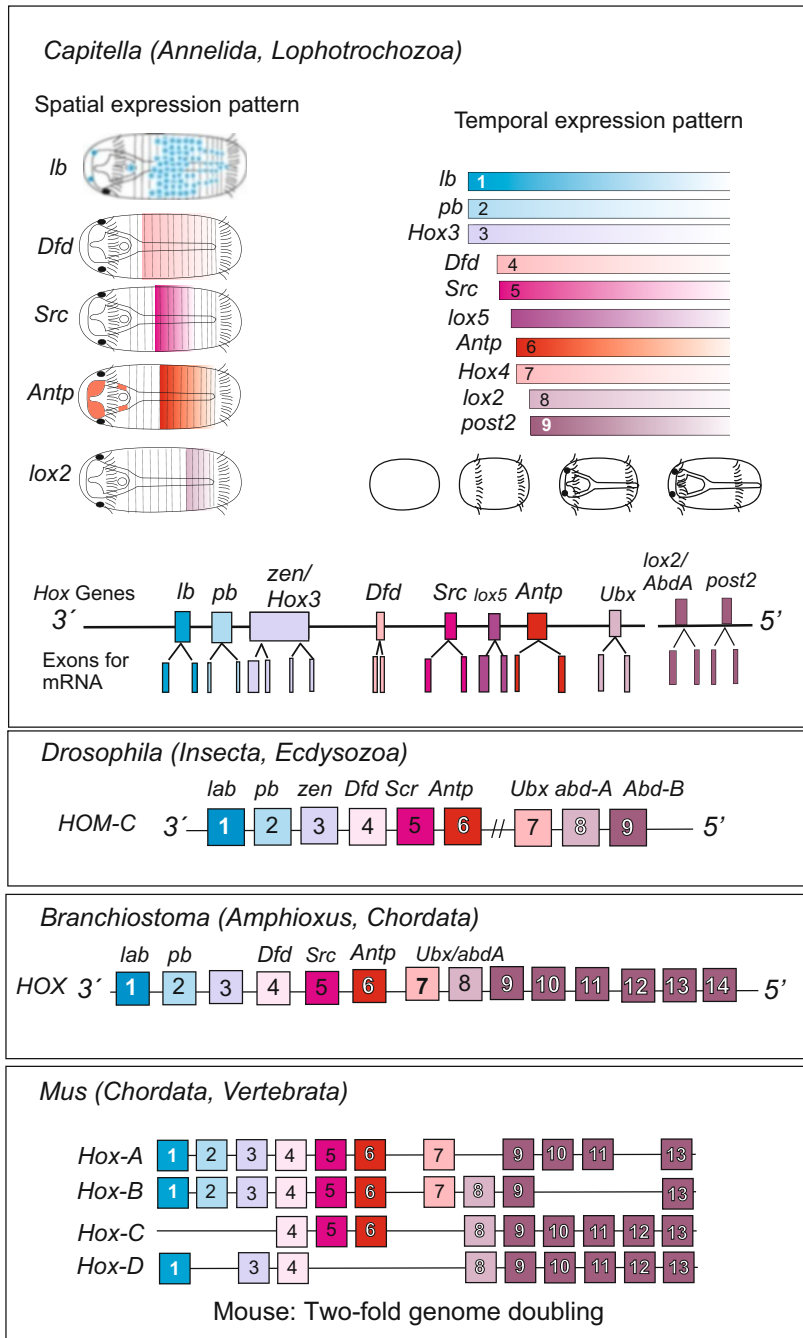 Capitella (Annelida, Lophotrochozoa)
Spatial expression pattern
lb
Dfd
Src
Antp
lox2
Temporal expression pattern
lb 1
pb 2
Hox3 3
Dfd 4
Src 5
lox5
Antp 6
Hox4 7
lox2 8
post2 9
Hox Genes
3´
lb pb zen/
Hox3
Dfd
Src lox5 Antp
Ubx
lox2/
AbdA
post2
5’
Exons for
mRNA
Drosophila (Insecta, Ecdysozoa)
lab pb zen Dfd Scr Antp Ubx abd-A Abd-B
HOM-C 3´ 1 2 3 4 5 6 // 7 8 9 5’
Branchiostoma (Amphioxus, Chordata)
lab pb Dfd Src Antp Ubx/abdA
HOX 3´ 1 2 3 4 5 6 7 8 9 10 11 12 13 14 5’
Mus (Chordata, Vertebrata)
Hox-A 1 2 3 4 5 6 7 9 10 11 13
Hox-B 1 2 3 4 5 6 7 8 9 13
Hox-C 4 5 6 8 9 10 11 12 13
Hox-D 1 3 4 8 9 10 11 12 13
Mouse: Two-fold genome doubling